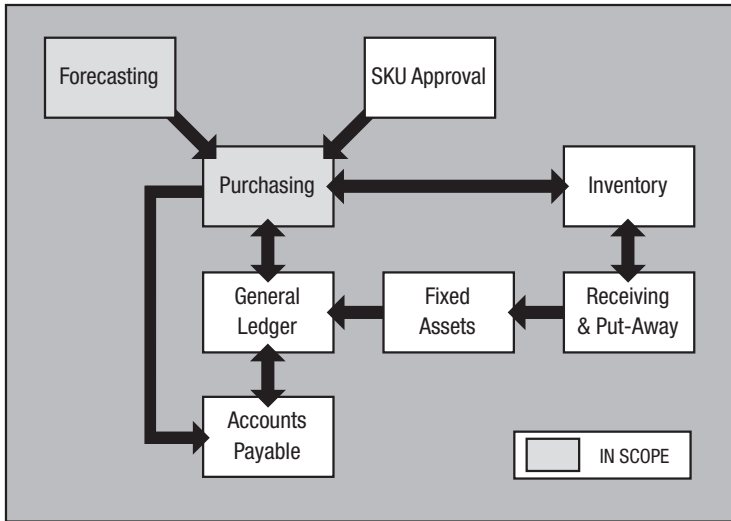 Forecasting
SKU Approval
Purchasing
Inventory
General
Ledger
Fixed
Assets
Receiving
& Put-Away
Accounts
Payable
IN SCOPE